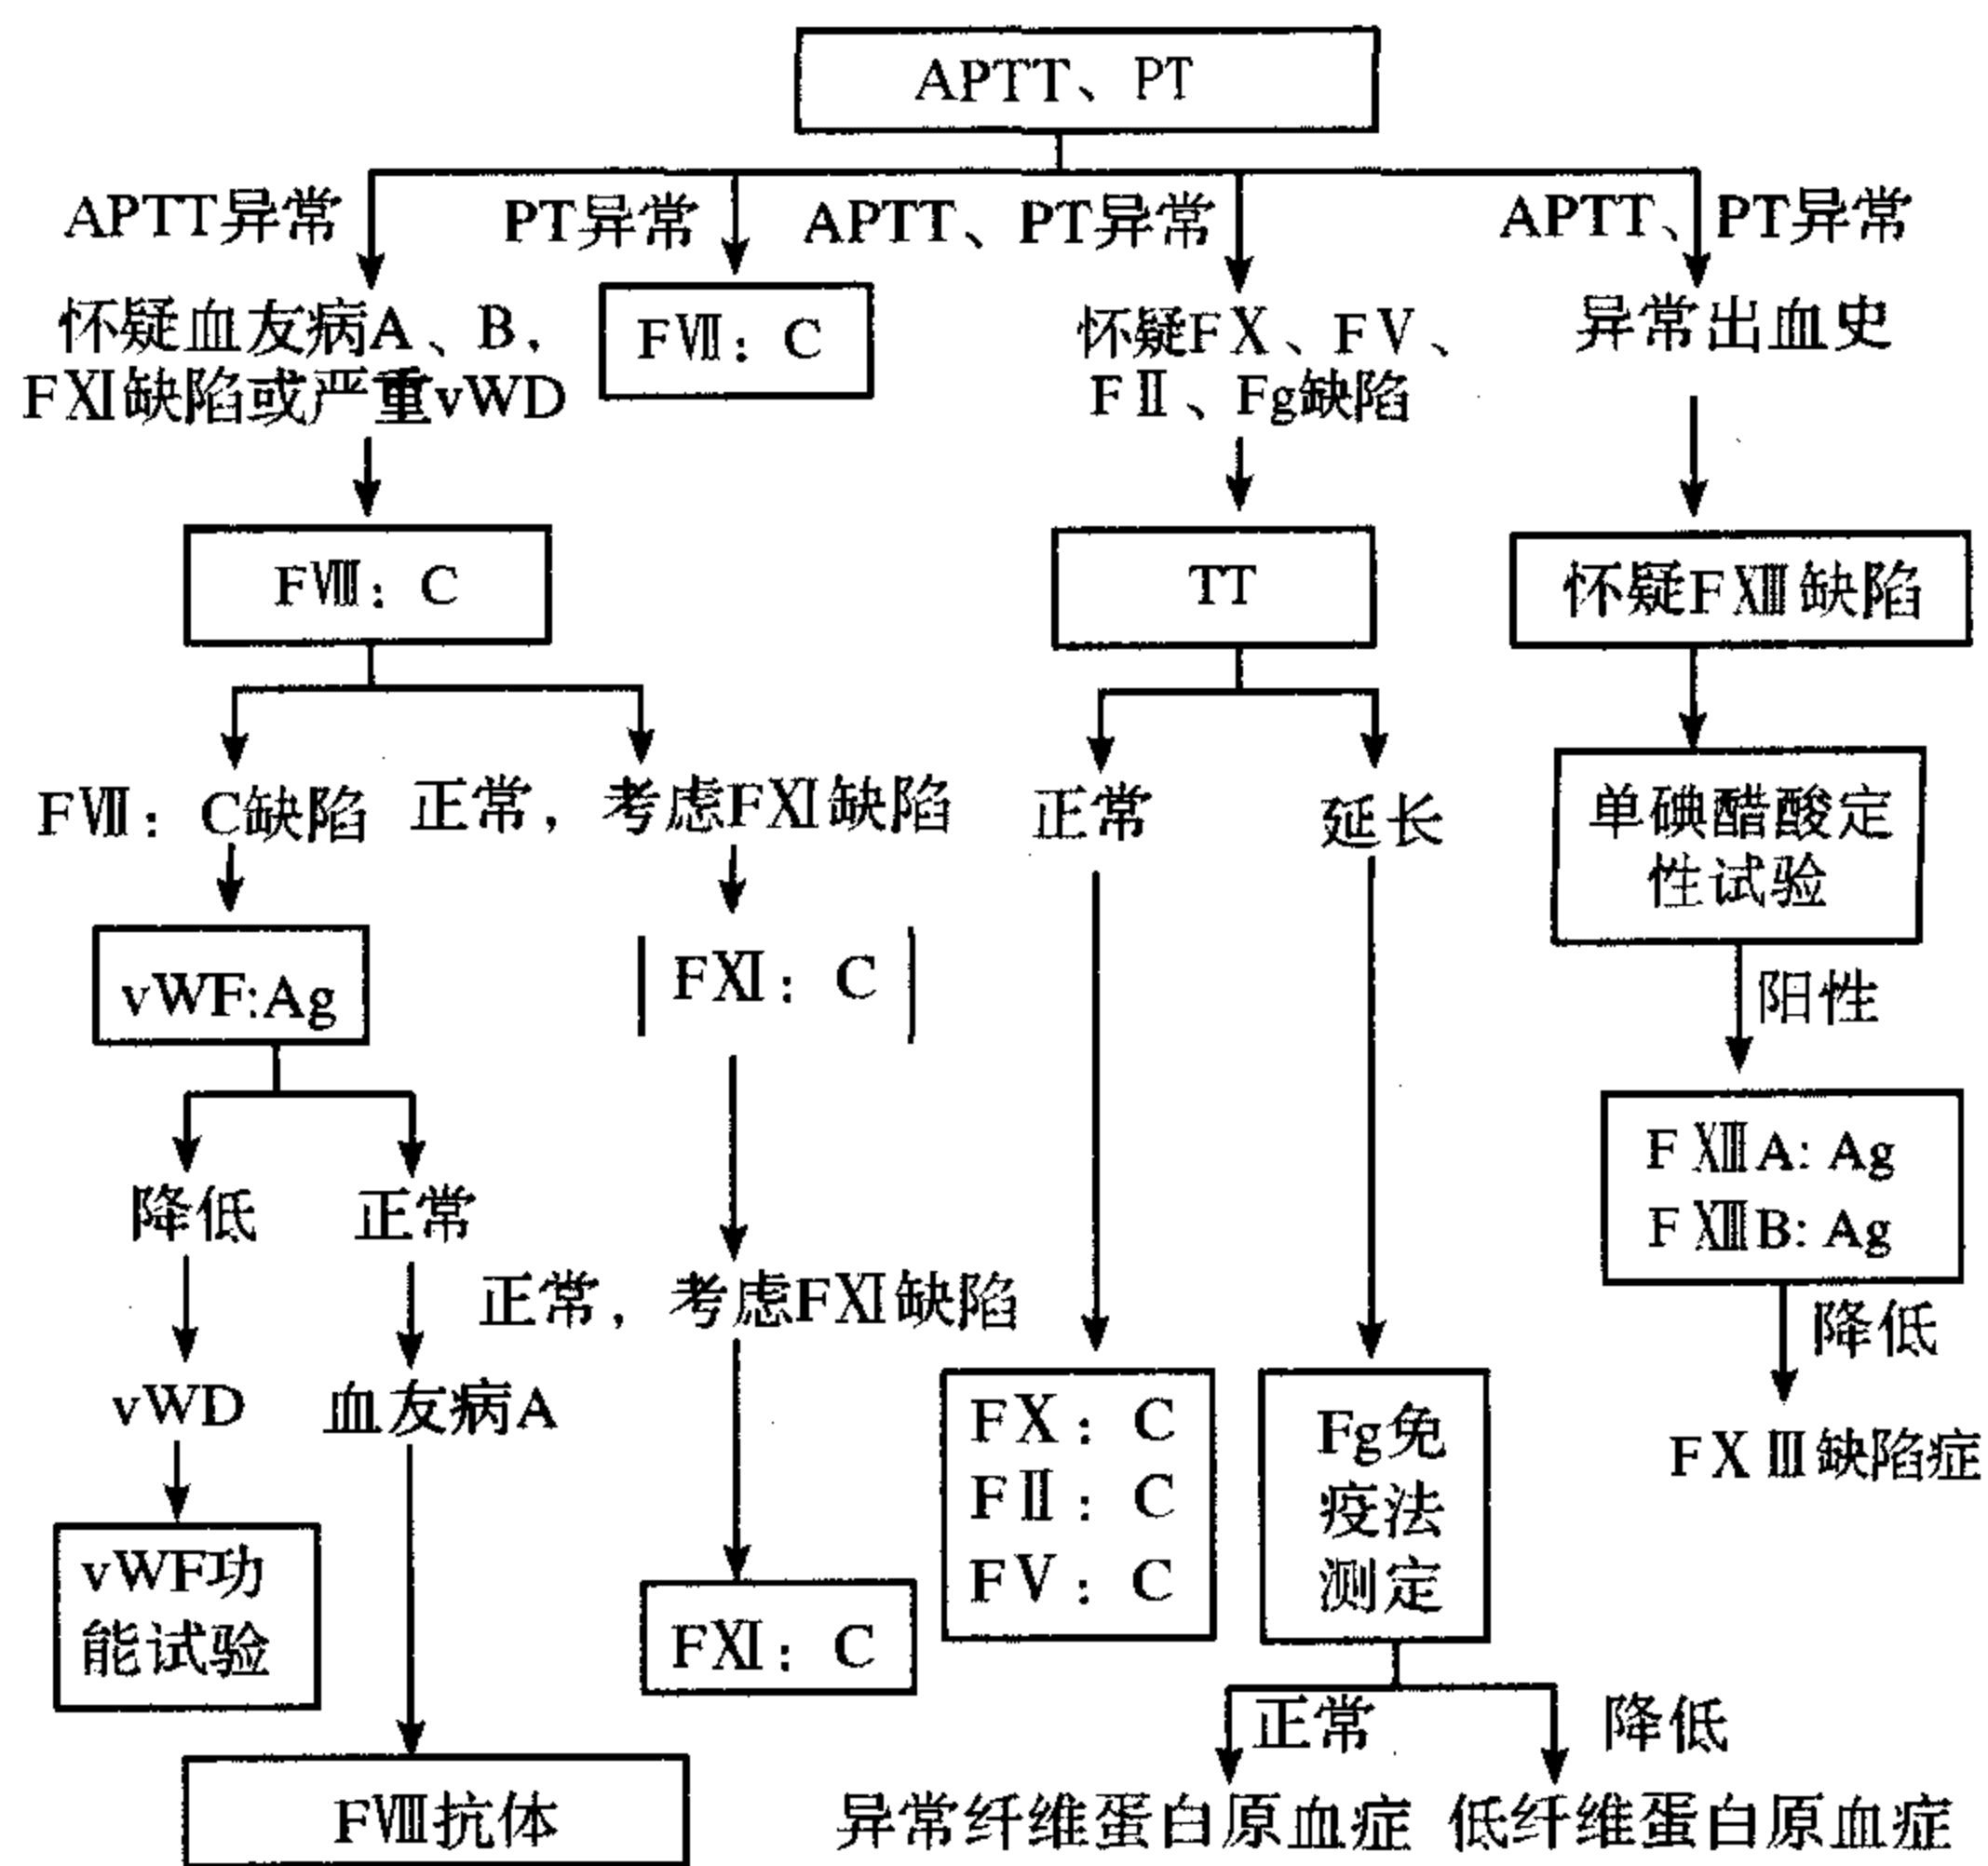 APTT、PT
APTT异常
PT异常
APTT、PT异常
APTT、PT异常
怀疑血友病A、B,
FⅪ缺陷或严重vWD
FⅦ: C
怀疑FⅩ、FⅤ、
FⅡ、Fg缺陷
异常出血史
FⅧ: C
TT
怀疑FⅩⅢ缺陷
FⅦ: C缺陷
正常, 考虑FⅪ缺陷
正常
延长
单碘醋酸定
性试验
vWF:Ag
FⅪ: C
阳性
降低
正常
FⅩⅢA: Ag
FⅩⅢB: Ag
正常, 考虑FⅪ缺陷
降低
vWD
血友病A
FⅩ: C
FⅡ: C
FⅤ: C
Fg免
疫法
测定
FⅩⅢ缺陷症
vWF功
能试验
FⅪ: C
正常
降低
FⅧ抗体
异常纤维蛋白原血症
低纤维蛋白原血症